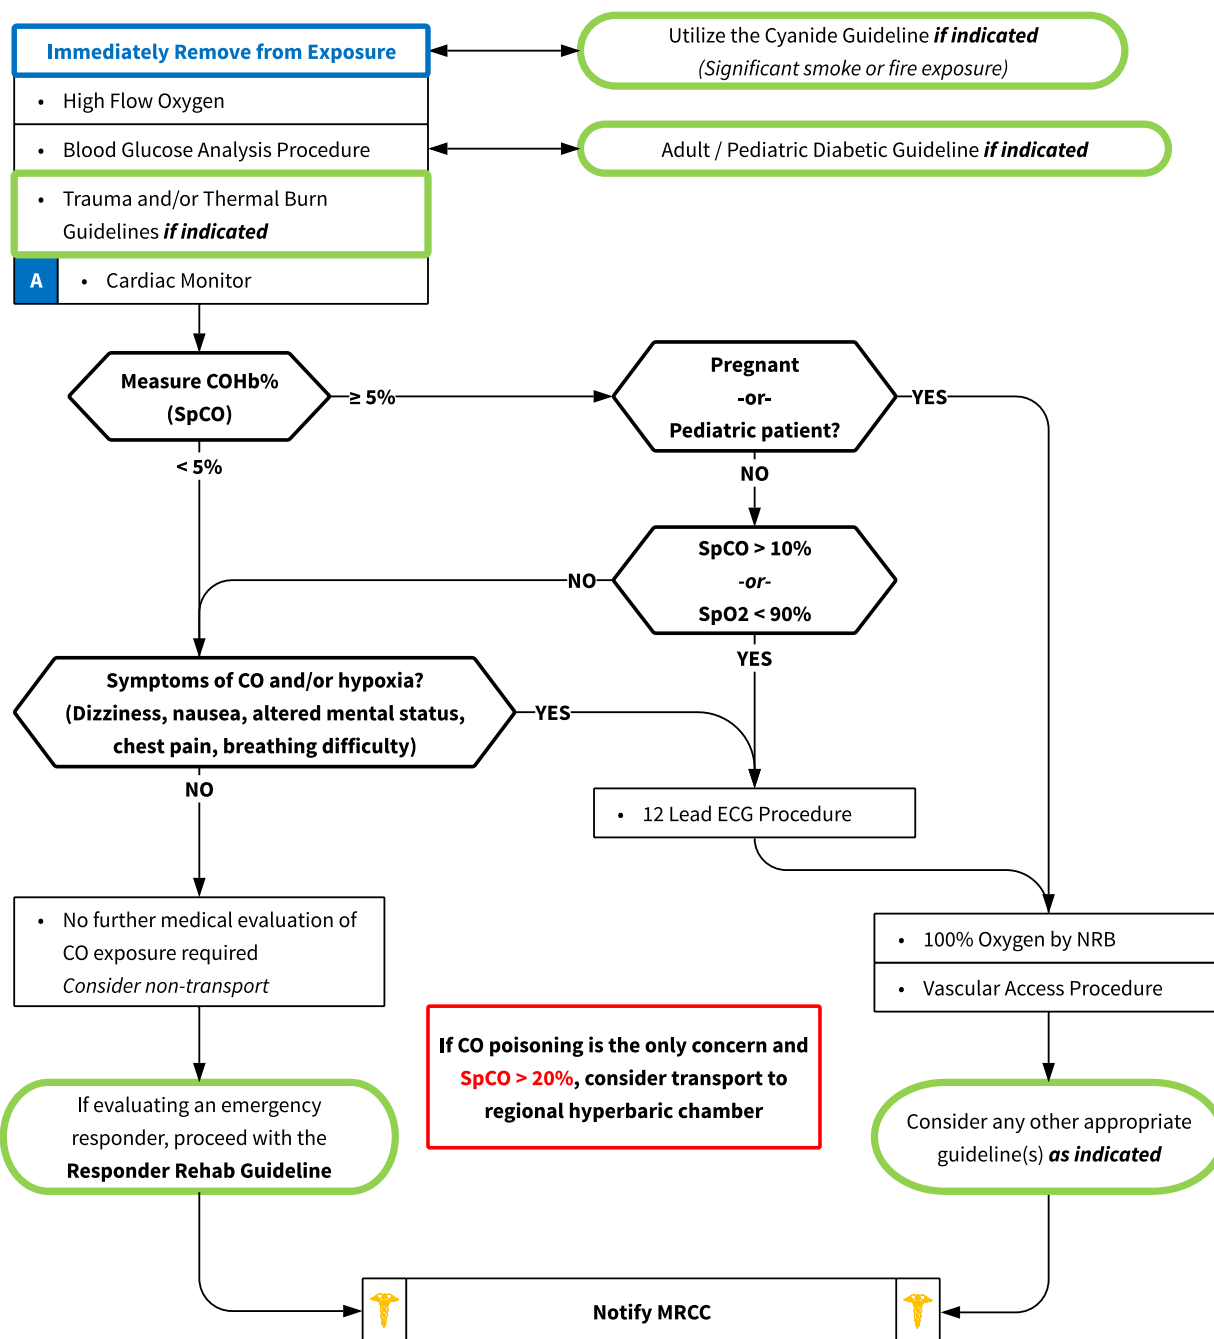 Immediately Remove from Exposure
Utilize the Cyanide Guideline if indicated
(Significant smoke or fire exposure)
• High Flow Oxygen
• Blood Glucose Analysis Procedure
Adult / Pediatric Diabetic Guideline if indicated
• Trauma and/or Thermal Burn
Guidelines if indicated
A
• Cardiac Monitor
Measure COHb%
(SpCO)
≥ 5%
Pregnant
-or-
Pediatric patient?
YES
< 5%
NO
SpCO > 10%
-or-
SpO2 < 90%
NO
YES
Symptoms of CO and/or hypoxia?
(Dizziness, nausea, altered mental status,
chest pain, breathing difficulty)
YES
NO
• 12 Lead ECG Procedure
• No further medical evaluation of
CO exposure required
Consider non-transport
• 100% Oxygen by NRB
• Vascular Access Procedure
If CO poisoning is the only concern and
SpCO > 20%, consider transport to
regional hyperbaric chamber
If evaluating an emergency
responder, proceed with the
Responder Rehab Guideline
Consider any other appropriate
guideline(s) as indicated
Notify MRCC